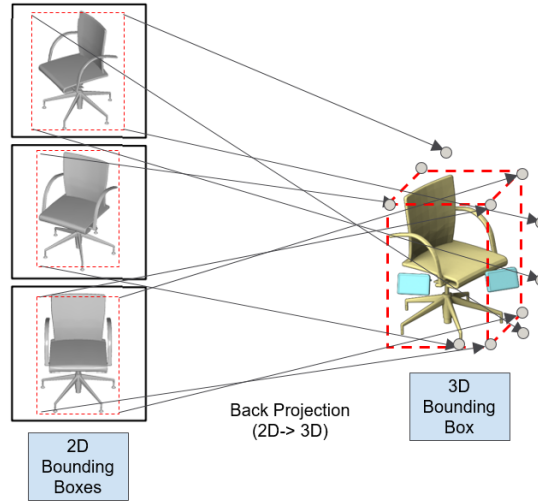 Back Projection
(2D-> 3D)
3D
Bounding
Box
2D
Bounding
Boxes